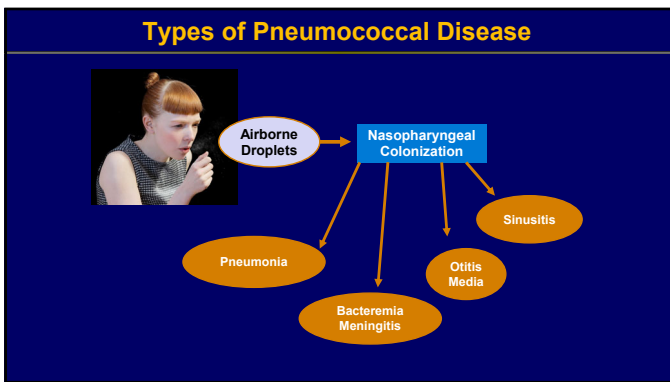 Types of Pneumococcal Disease
Airborne
Droplets
Nasopharyngeal
Colonization
Sinusitis
Pneumonia
Otitis
Media
Bacteremia
Meningitis